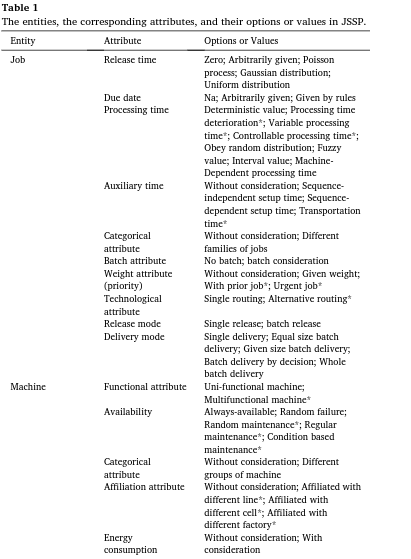 Table 1
The entities, the corresponding attributes, and their options or values in JSSP.
Entity Attribute Options or Values
Job Release time Zero; Arbitrarily given; Poisson
process; Gaussian distribution;
Uniform distribution
Due date Na; Arbitrarily given; Given by rules
Processing time Deterministic value; Processing time
deterioration*; Variable processing
time*; Controllable processing time*;
Obey random distribution; Fuzzy
value; Interval value; Machine-
Dependent processing time
Auxiliary time Without consideration; Sequence-
independent setup time; Sequence-
dependent setup time; Transportation
time*
Categorical Without consideration; Different
attribute families of jobs
Batch attribute No batch; batch consideration
Weight attribute Without consideration; Given weight;
(priority) With prior job*; Urgent job*
Technological Single routing; Alternative routing*
attribute
Release mode Single release; batch release
Delivery mode Single delivery; Equal size batch
delivery; Given size batch delivery;
Batch delivery by decision; Whole
batch delivery
Machine Functional attribute Uni-functional machine;
Multifunctional machine*
Availability Always-available; Random failure;
Random maintenance*; Regular
maintenance*; Condition based
maintenance*
Categorical Without consideration; Different
attribute groups of machine
Affiliation attribute Without consideration; Affiliated with
different line*; Affiliated with
different cell*; Affiliated with
different factory*
Energy Without consideration; With
consumption consideration